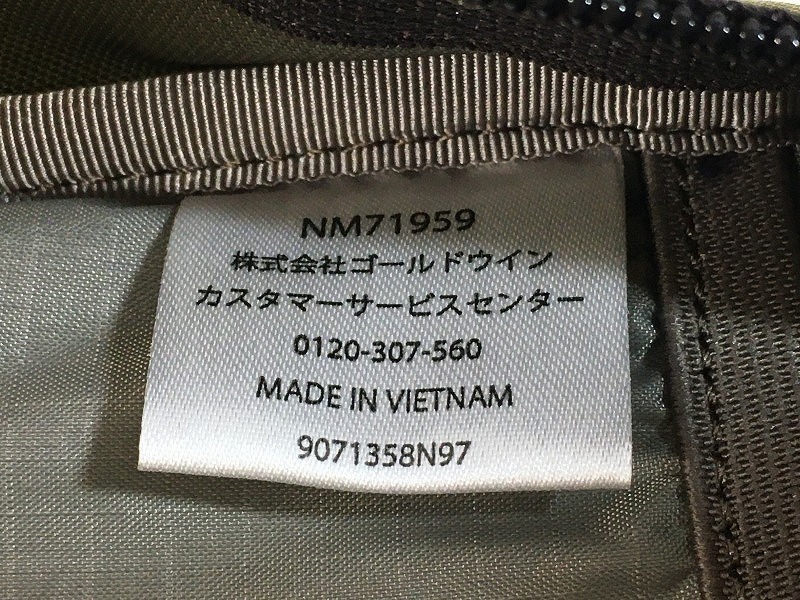 NM71959
株式会社ゴールドウイン
カスタマーサービスセンター
0120-307-560
MADE IN VIETNAM
9071358N97